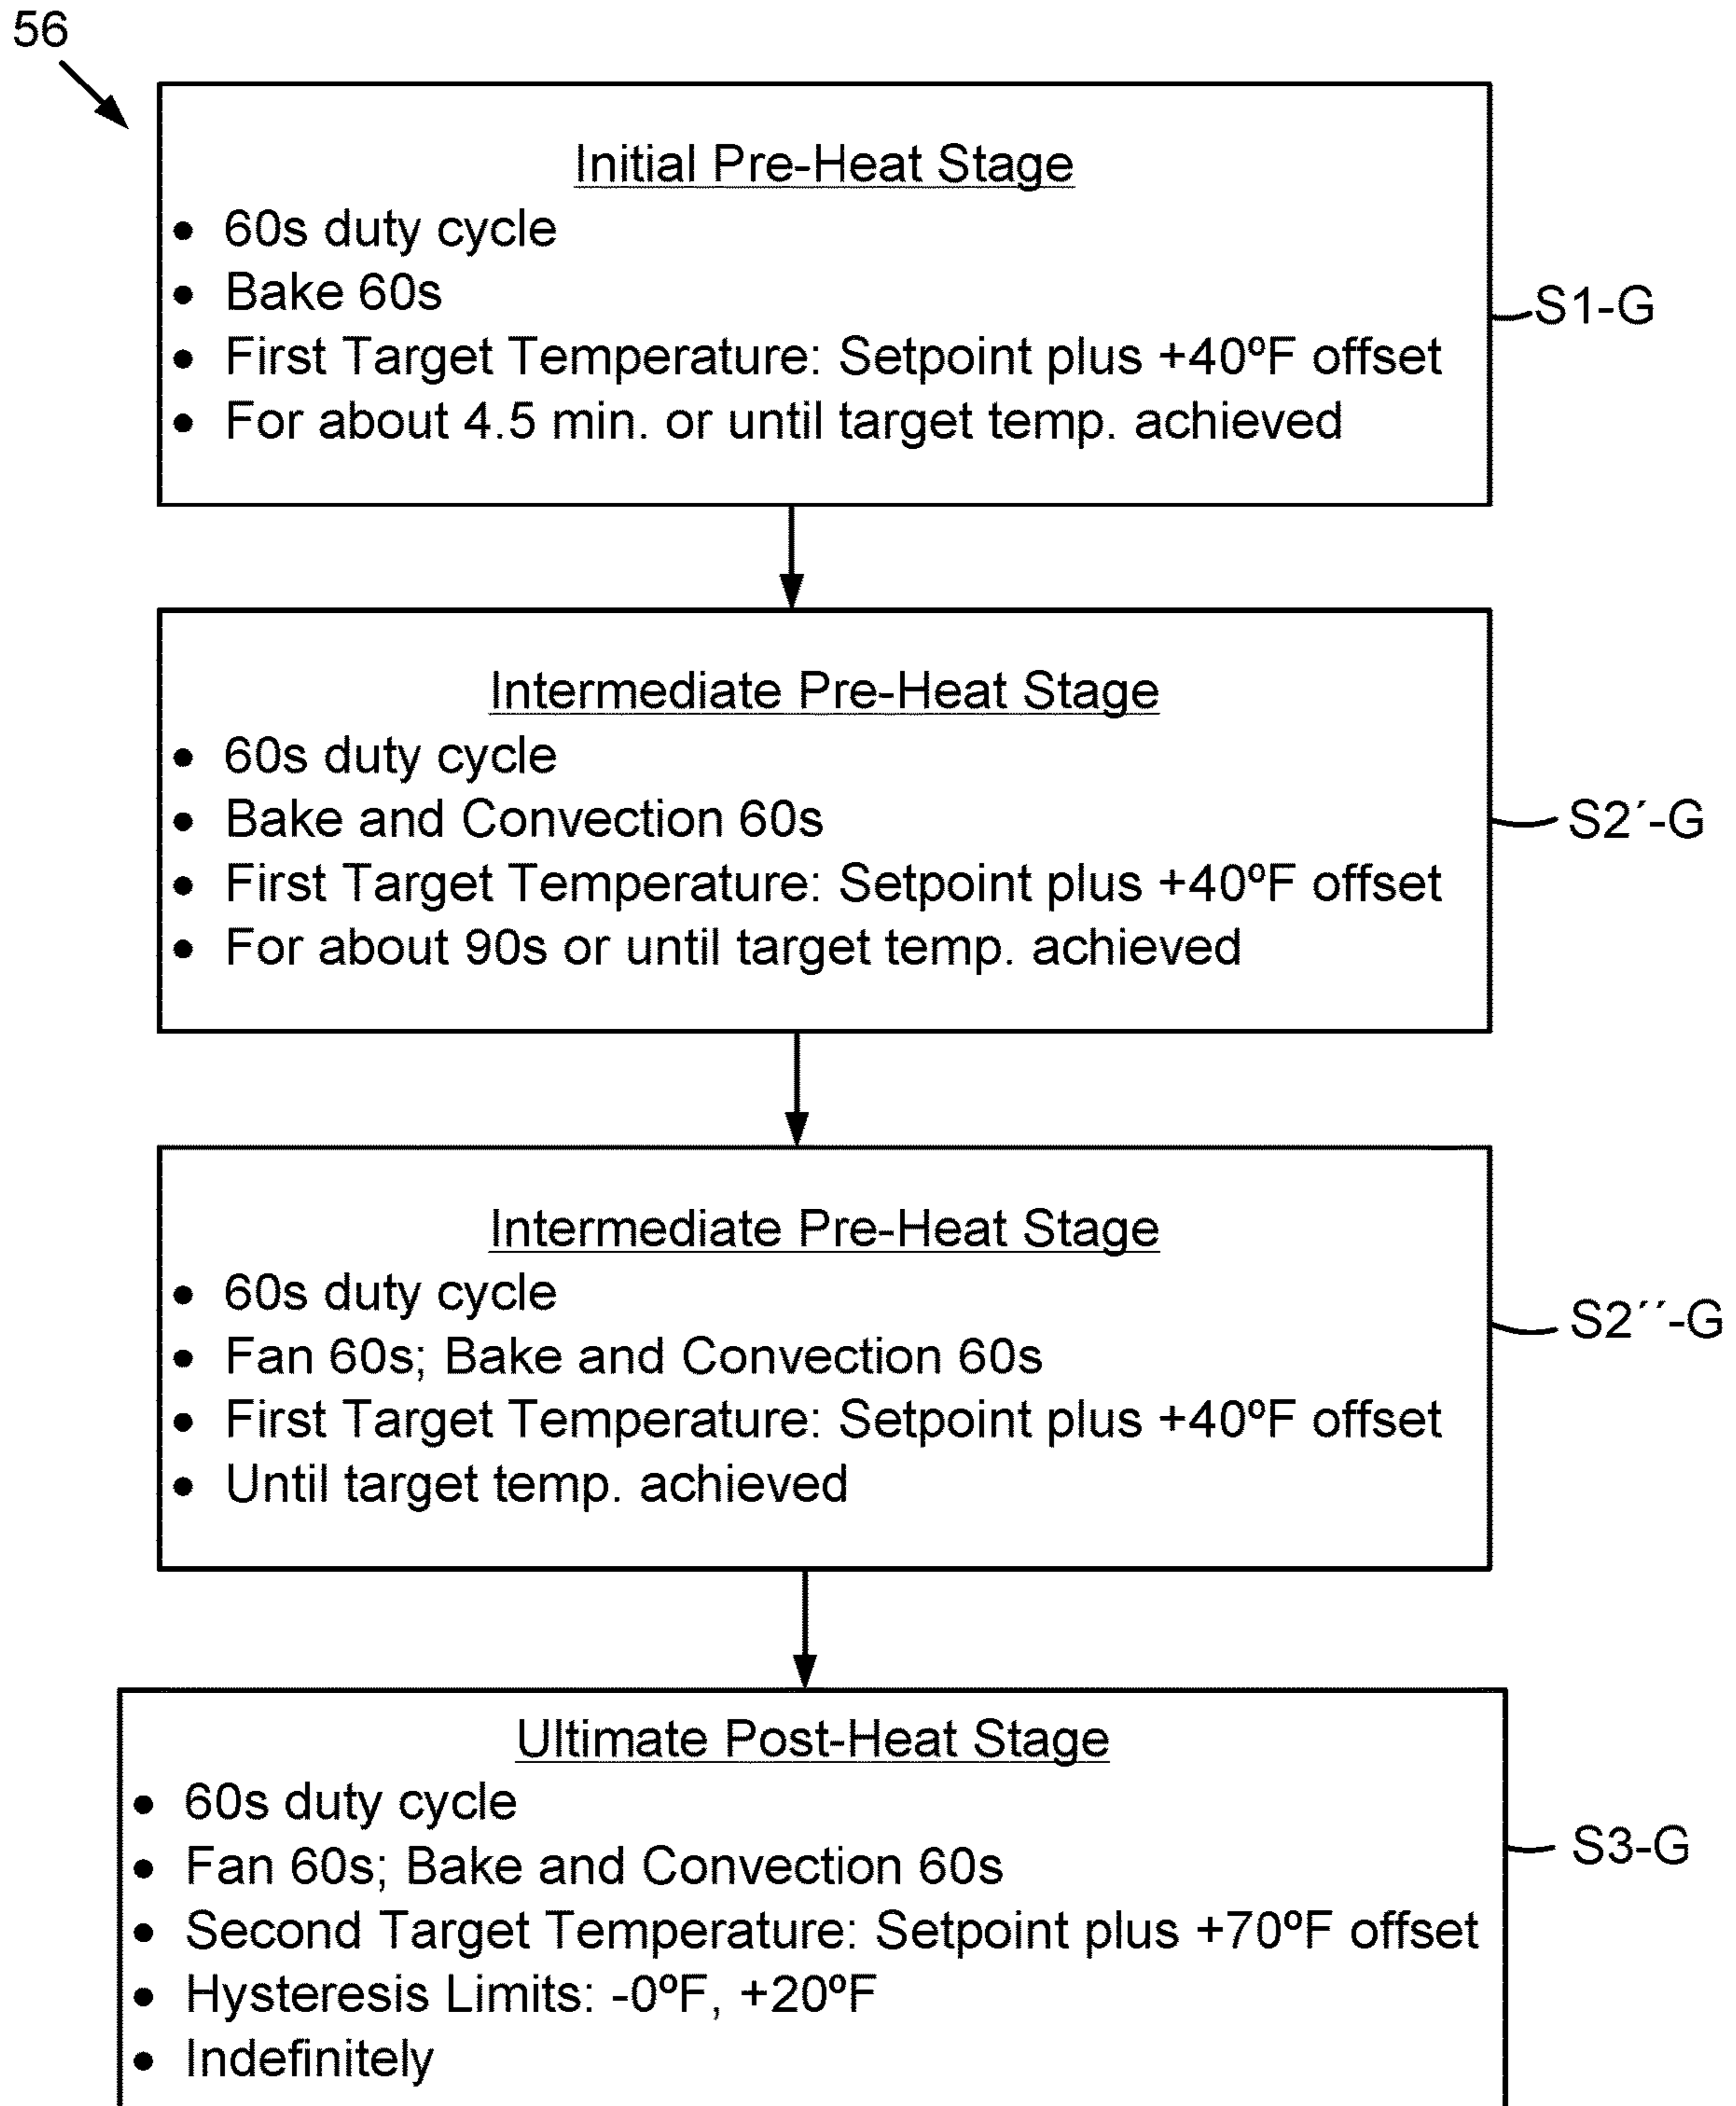 56
Initial Pre-Heat Stage
• 60s duty cycle
• Bake 60s
• First Target Temperature: Setpoint plus +40ºF offset
• For about 4.5 min. or until target temp. achieved
S1-G
Intermediate Pre-Heat Stage
• 60s duty cycle
• Bake and Convection 60s
• First Target Temperature: Setpoint plus +40ºF offset
• For about 90s or until target temp. achieved
S2´-G
Intermediate Pre-Heat Stage
• 60s duty cycle
• Fan 60s; Bake and Convection 60s
• First Target Temperature: Setpoint plus +40ºF offset
• Until target temp. achieved
S2´´-G
Ultimate Post-Heat Stage
• 60s duty cycle
• Fan 60s; Bake and Convection 60s
• Second Target Temperature: Setpoint plus +70ºF offset
• Hysteresis Limits: -0ºF, +20ºF
• Indefinitely
S3-G